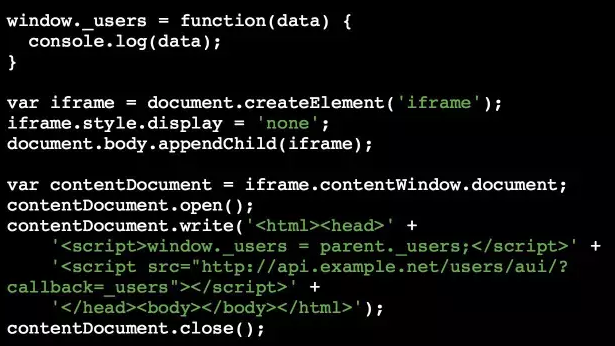 window._users = function(data) {
  console.log(data);
}

var iframe = document.createElement('iframe');
iframe.style.display = 'none';
document.body.appendChild(iframe);

var contentDocument = iframe.contentWindow.document;
contentDocument.open();
contentDocument.write('<html><head>' +
    '<script>window._users = parent._users;</script>' +
    '<script src="http://api.example.net/users/aui/?
callback=_users"></script>' +
    '</head><body></body></html>');
contentDocument.close();